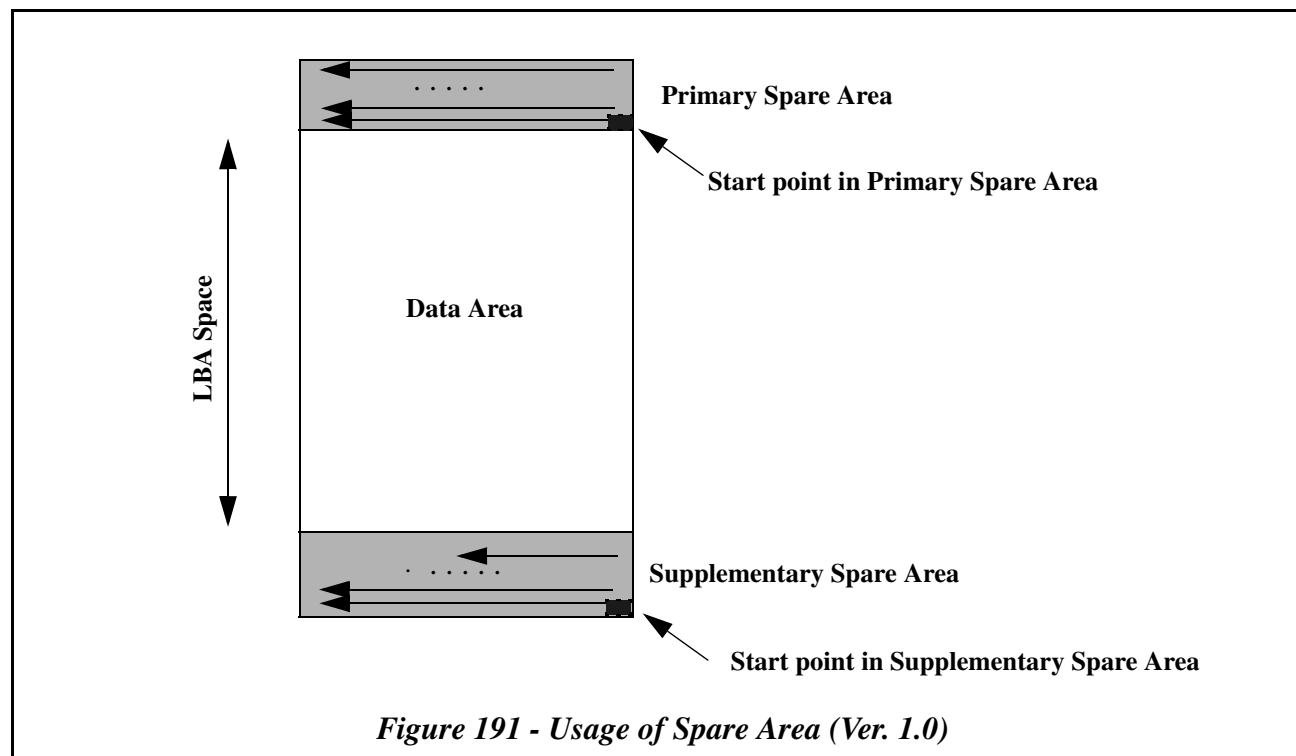 Primary Spare Area
Start point in Primary Spare Area
LBA Space
Data Area
Supplementary Spare Area
Start point in Supplementary Spare Area
Figure 191 - Usage of Spare Area (Ver. 1.0)